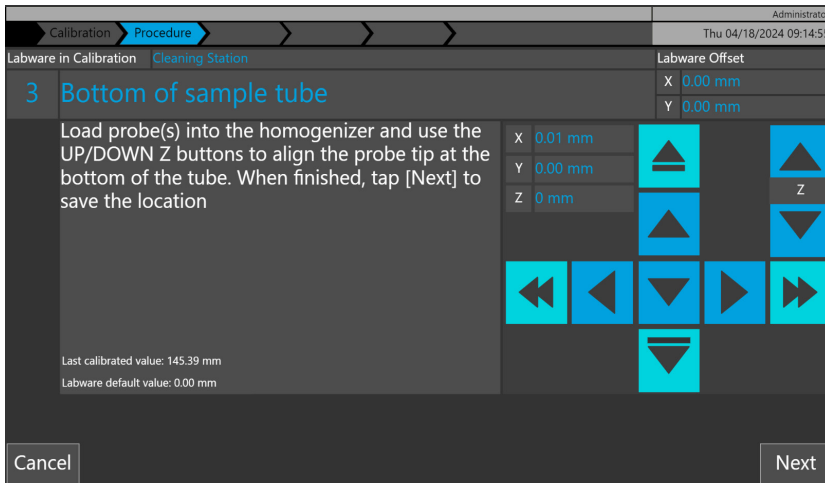 Administrato
Calibration Procedure Thu 04/18/2024 09:14:55
Labware in Calibration Cleaning Station Labware Offset
3 Bottom of sample tube
X 0.00 mm
Y 0.00 mm
Load probe(s) into the homogenizer and use the
UP/DOWN Z buttons to align the probe tip at the
bottom of the tube. When finished, tap [Next] to
save the location
X 0.01 mm
Y 0.00 mm
Z 0 mm
Z
Last calibrated value: 145.39 mm
Labware default value: 0.00 mm
Cancel Next